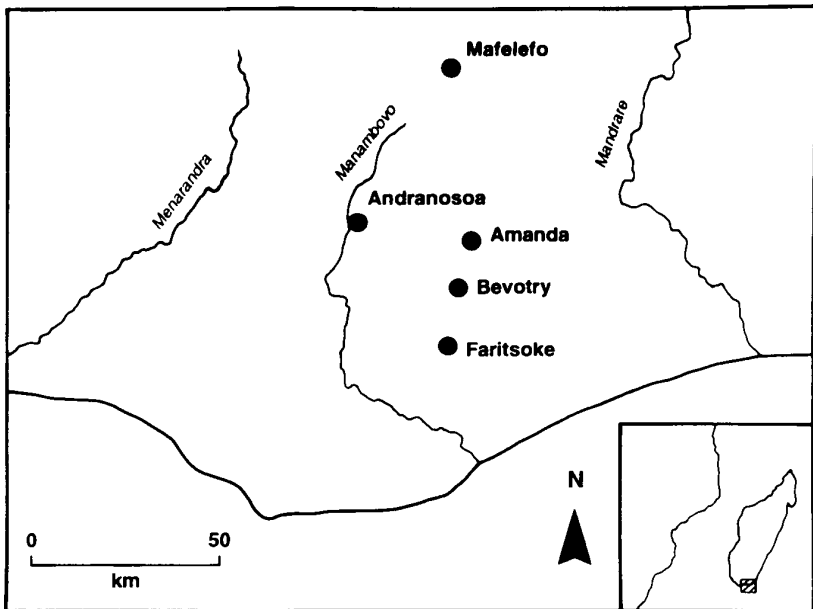 Mafelefo
Manambovo
Mandrare
Menarandra
Andranosoa
Amanda
Bevotry
Faritsoke
N
0 50
km